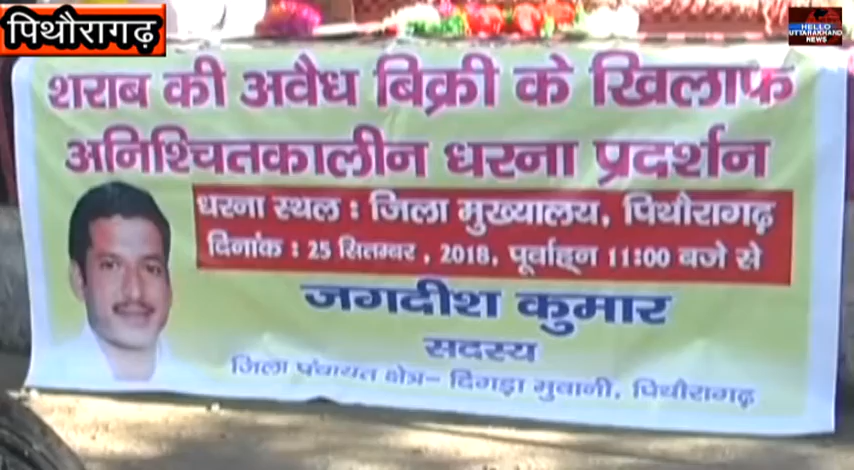 पिथौरागढ़
HELLO
UTTARAKHAND
NEWS
शराब की अवैध बिक्री के खिलाफ
अनिश्चितकालीन धरना प्रदर्शन
धरना स्थल : जिला मुख्यालय, पिथौरागढ़
दिनांक : 25 सितम्बर, 2018, पूर्वाह्न 11:00 बजे से
जगदीश कुमार
सदस्य
जिला पंचायत क्षेत्र- दिगड़ा मुवानी, पिथौरागढ़